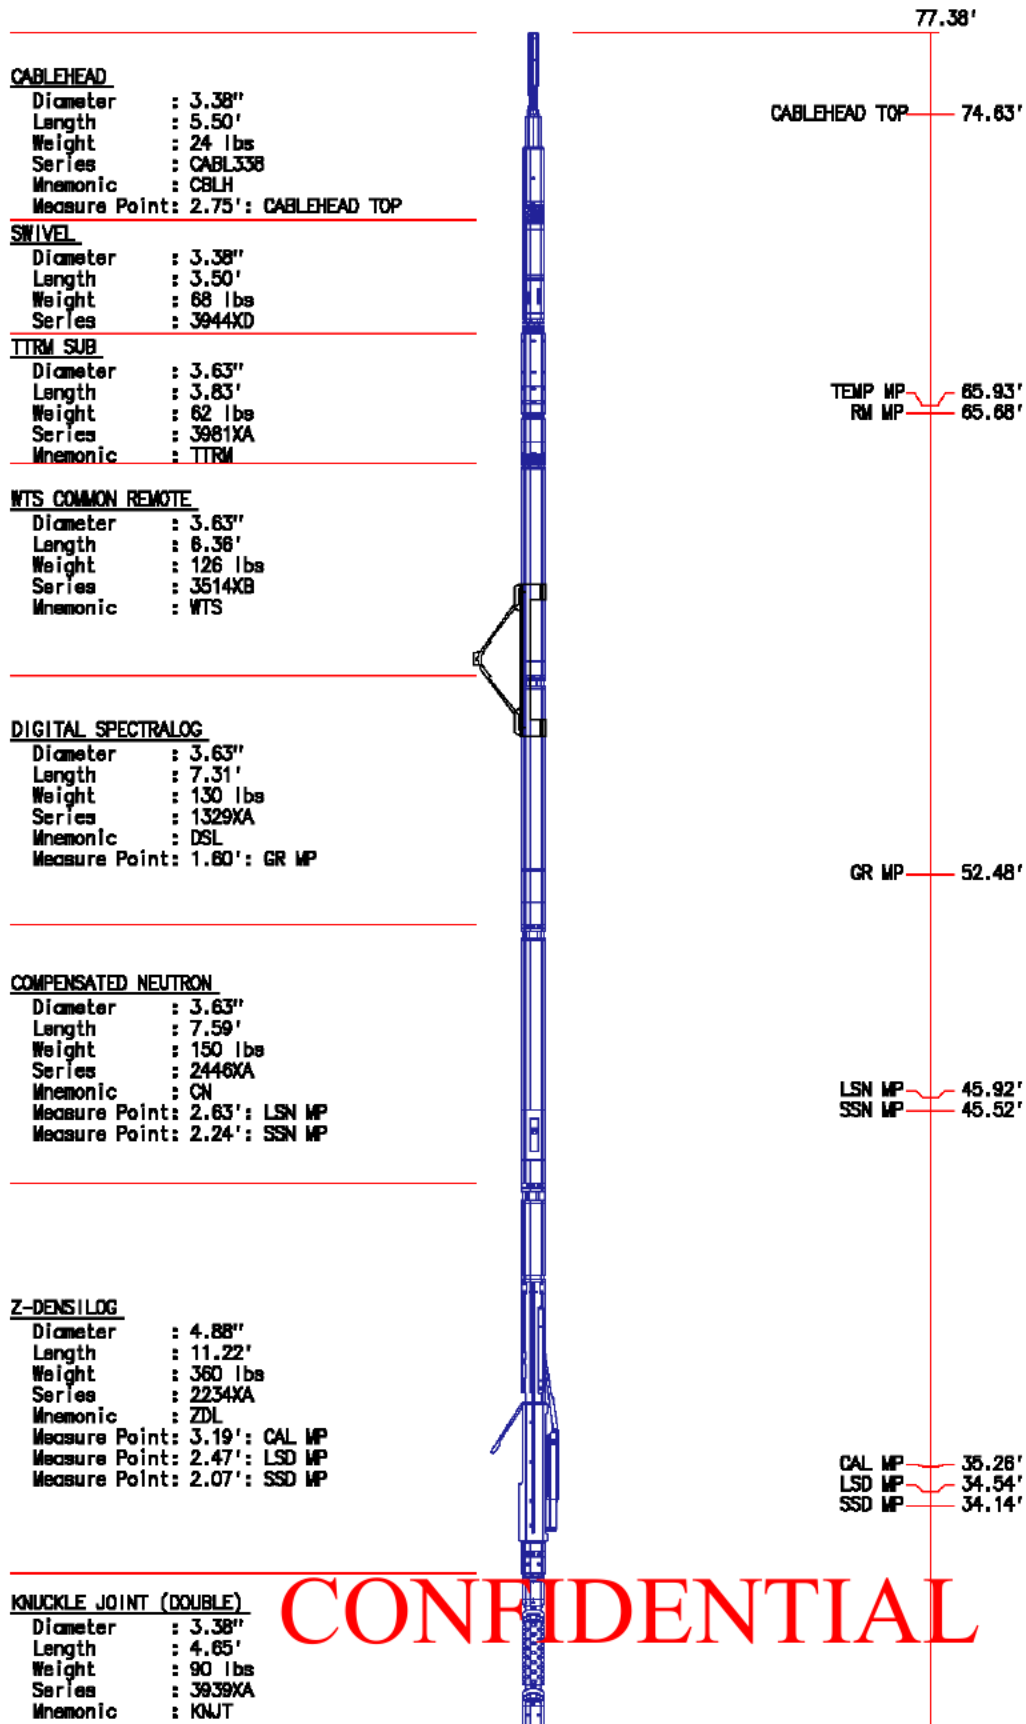 77.38'
CABLEHEAD
Diameter : 3.38"
Length : 5.50'
Weight : 24 lbs
Series : CABL338
Mnemonic : CBLH
Measure Point: 2.75': CABLEHEAD TOP
CABLEHEAD TOP 74.63'
SWIVEL
Diameter : 3.38"
Length : 3.50'
Weight : 68 lbs
Series : 3944XD
TTRM SUB
Diameter : 3.63"
Length : 3.83'
Weight : 62 lbs
Series : 3981XA
Mnemonic : TTRM
TEMP MP 65.93'
RM MP 65.68'
WTS COMMON REMOTE
Diameter : 3.63"
Length : 6.36'
Weight : 126 lbs
Series : 3514XB
Mnemonic : WTS
DIGITAL SPECTRALOG
Diameter : 3.63"
Length : 7.31'
Weight : 130 lbs
Series : 1329XA
Mnemonic : DSL
Measure Point: 1.60': GR MP
GR MP 52.48'
COMPENSATED NEUTRON
Diameter : 3.63"
Length : 7.59'
Weight : 150 lbs
Series : 2446XA
Mnemonic : CN
Measure Point: 2.63': LSN MP
Measure Point: 2.24': SSN MP
LSN MP 45.92'
SSN MP 45.52'
Z-DENSILOG
Diameter : 4.88"
Length : 11.22'
Weight : 360 lbs
Series : 2234XA
Mnemonic : ZDL
Measure Point: 3.19': CAL MP
Measure Point: 2.47': LSD MP
Measure Point: 2.07': SSD MP
CAL MP 35.26'
LSD MP 34.54'
SSD MP 34.14'
CONFIDENTIAL
KNUCKLE JOINT (DOUBLE)
Diameter : 3.38"
Length : 4.65'
Weight : 90 lbs
Series : 3939XA
Mnemonic : KNJT